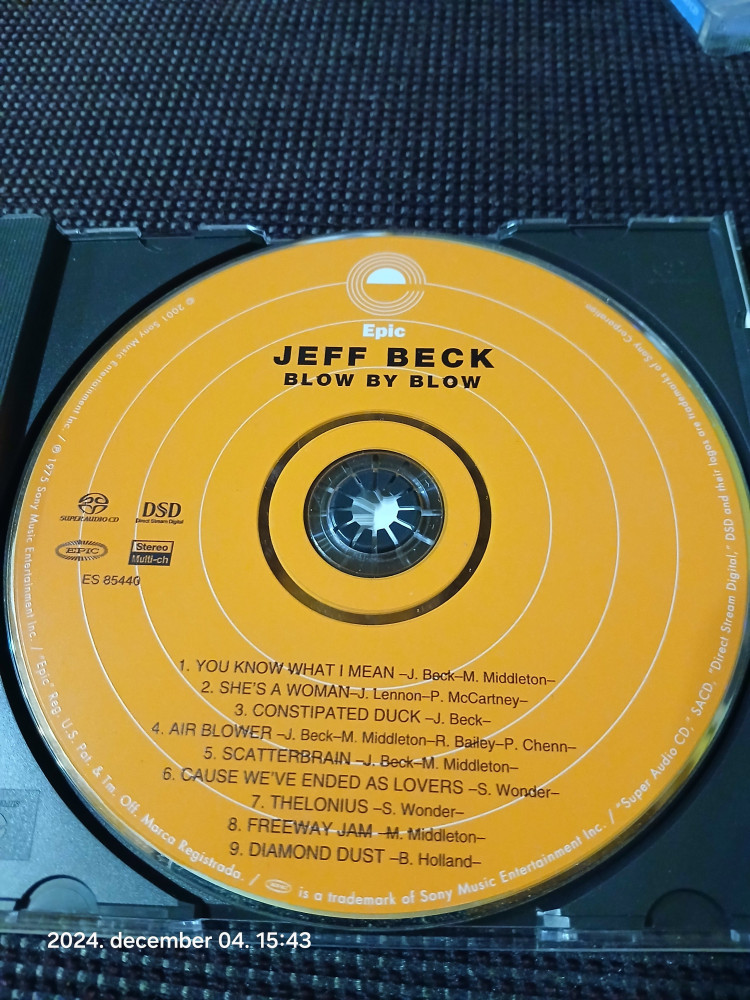 Epic
JEFF BECK
BLOW BY BLOW
SUPER AUDIO CD
DSD
Direct Stream Digital
EPIC
Stereo
Multi-ch
ES 85440
1. YOU KNOW WHAT I MEAN –J. Beck–M. Middleton–
2. SHE'S A WOMAN–J. Lennon–P. McCartney–
3. CONSTIPATED DUCK –J. Beck–
4. AIR BLOWER –J. Beck–M. Middleton–R. Bailey–P. Chenn–
5. SCATTERBRAIN –J. Beck–M. Middleton–
6. CAUSE WE'VE ENDED AS LOVERS –S. Wonder–
7. THELONIUS –S. Wonder–
8. FREEWAY JAM –M. Middleton–
9. DIAMOND DUST –B. Holland–
© 2001 Sony Music Entertainment Inc. / ℗ 1975 Sony Music Entertainment Inc. / "Epic" Reg. U.S. Pat. & Tm. Off. Marca Registrada. / EPIC is a trademark of Sony Music Entertainment Inc. / "Super Audio CD," SACD, "Direct Stream Digital," DSD and their logos are trademarks of Sony Corporation.
2024. december 04. 15:43